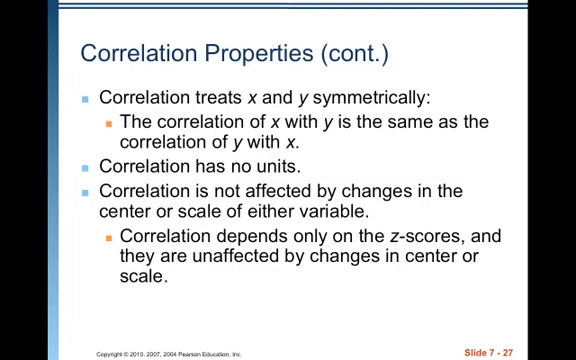 Correlation Properties (cont.)
Correlation treats x and y symmetrically:
The correlation of x with y is the same as the
correlation of y with x.
Correlation has no units.
Correlation is not affected by changes in the
center or scale of either variable.
Correlation depends only on the z-scores, and
they are unaffected by changes in center or
scale.
Copyright © 2010, 2007, 2004 Pearson Education, Inc.
Slide 7 - 27